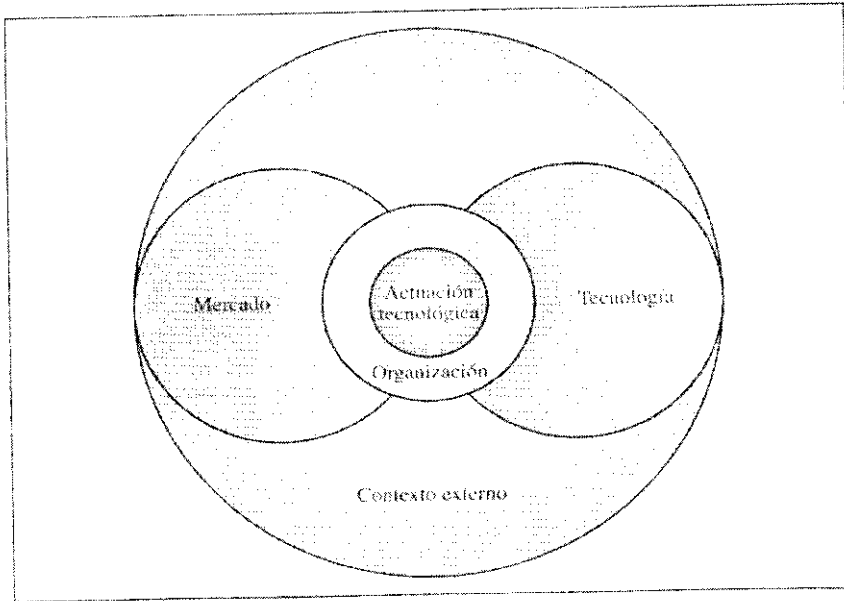 Mercado
Actuación
tecnológica
Tecnología
Organización
Contexto externo